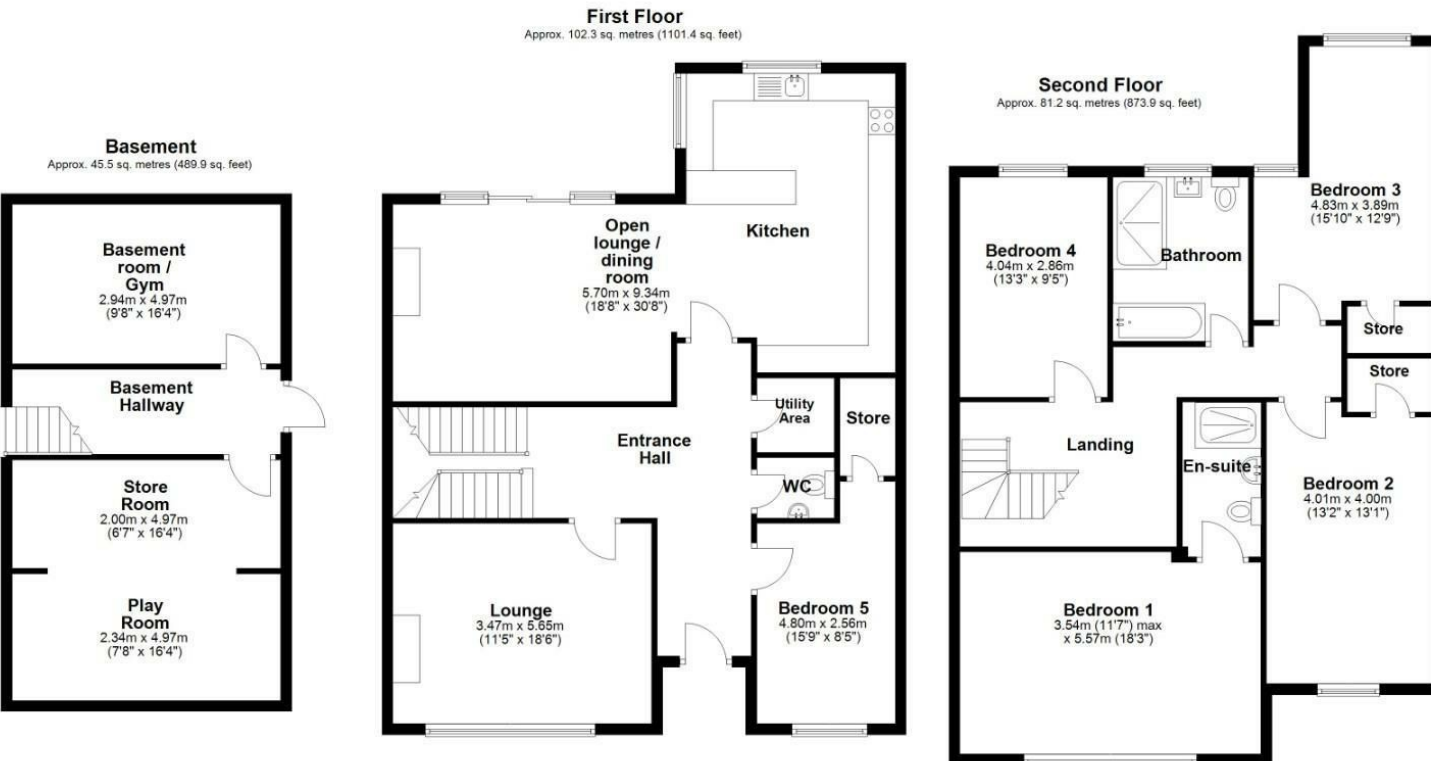 Basement
Approx. 45.5 sq. metres (489.9 sq. feet)
Basement
room /
Gym
2.94m x 4.97m
(9'8" x 16'4")
Basement
Hallway
Store
Room
2.00m x 4.97m
(6'7" x 16'4")
Play
Room
2.34m x 4.97m
(7'8" x 16'4")
First Floor
Approx. 102.3 sq. metres (1101.4 sq. feet)
Open
lounge /
dining
room
5.70m x 9.34m
(18'8" x 30'8")
Kitchen
Utility
Area
Store
Entrance
Hall
WC
Lounge
3.47m x 5.65m
(11'5" x 18'6")
Bedroom 5
4.80m x 2.56m
(15'9" x 8'5")
Second Floor
Approx. 81.2 sq. metres (873.9 sq. feet)
Bedroom 3
4.83m x 3.89m
(15'10" x 12'9")
Bedroom 4
4.04m x 2.86m
(13'3" x 9'5")
Bathroom
Store
Store
Landing
En-suite
Bedroom 2
4.01m x 4.00m
(13'2" x 13'1")
Bedroom 1
3.54m (11'7") max
x 5.57m (18'3")